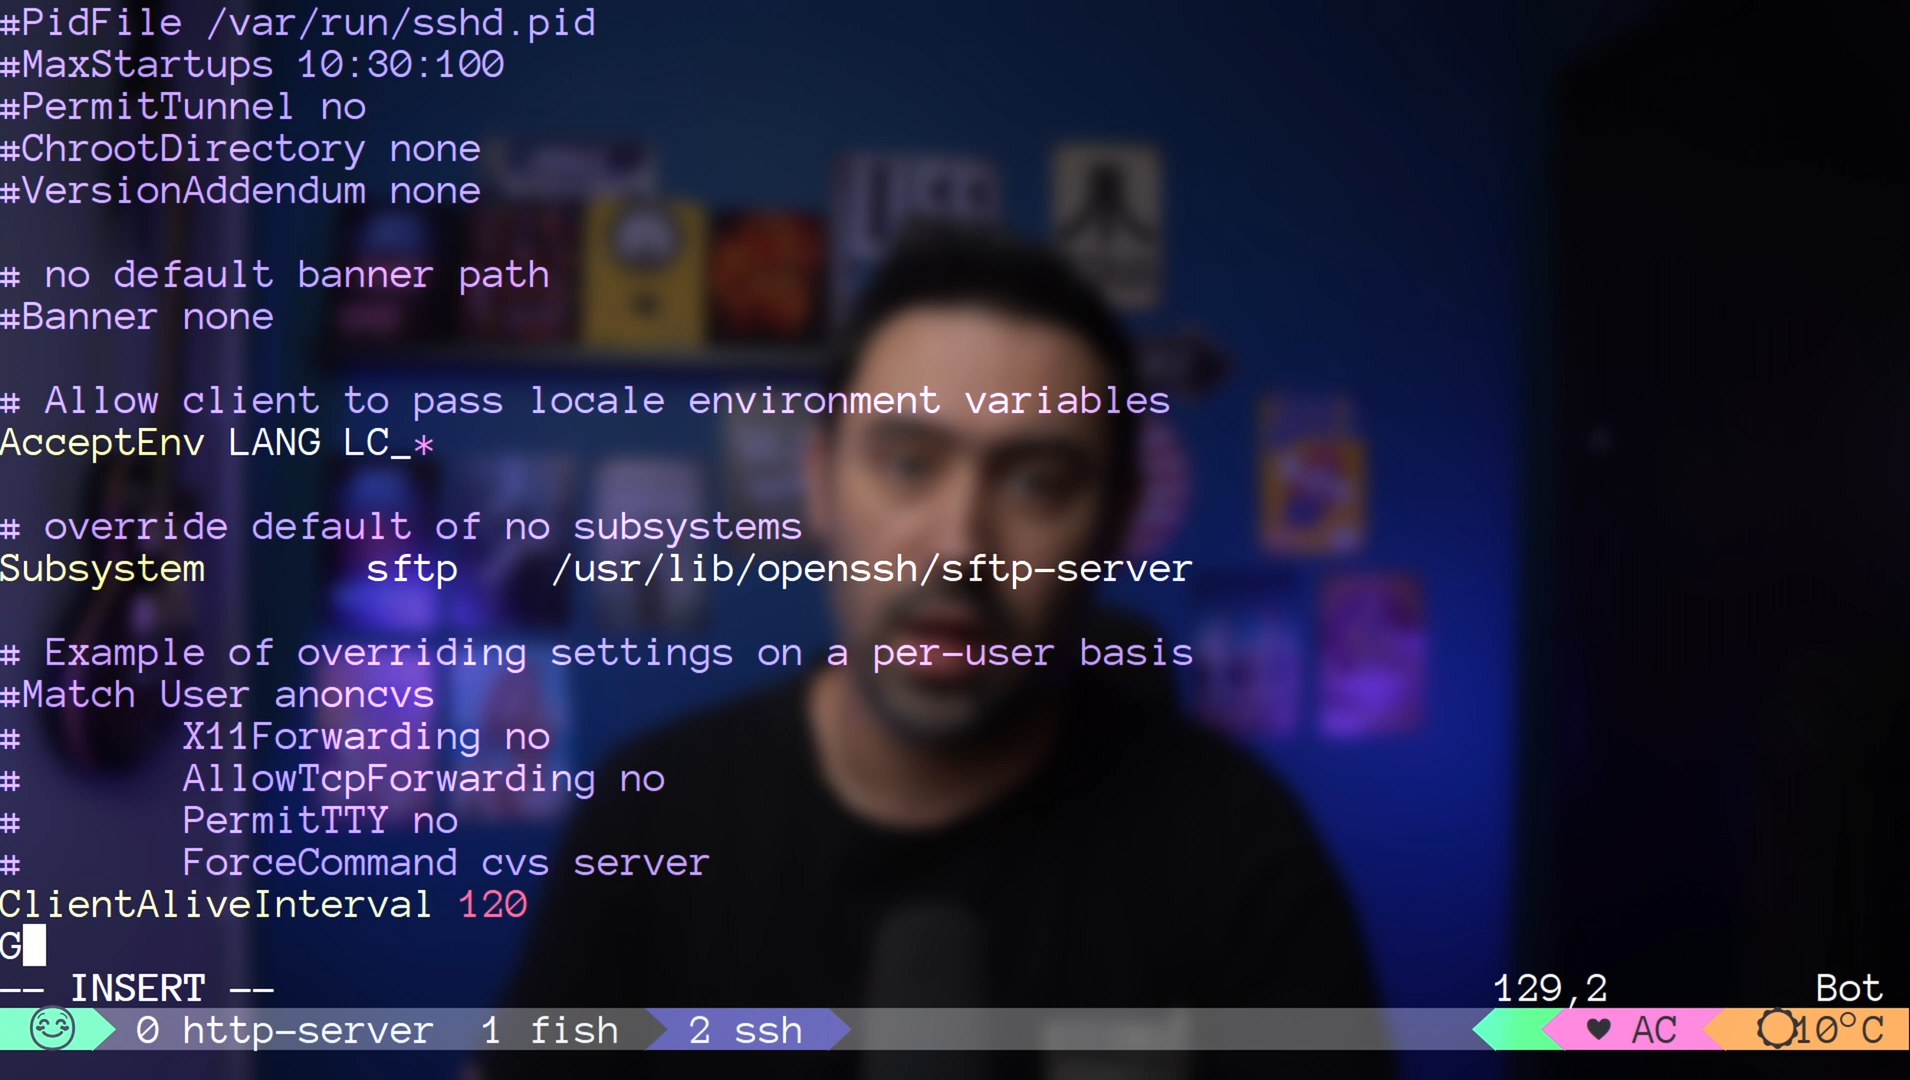 #PidFile /var/run/sshd.pid
#MaxStartups 10:30:100
#PermitTunnel no
#ChrootDirectory none
#VersionAddendum none
# no default banner path
#Banner none
# Allow client to pass locale environment variables
AcceptEnv LANG LC_*
# override default of no subsystems
Subsystem sftp /usr/lib/openssh/sftp-server
# Example of overriding settings on a per-user basis
#Match User anoncvs
# X11Forwarding no
# AllowTcpForwarding no
# PermitTTY no
# ForceCommand cvs server
ClientAliveInterval 120
G
-- INSERT -- 129,2 Bot
0 http-server 1 fish 2 ssh ♥ AC 10°C